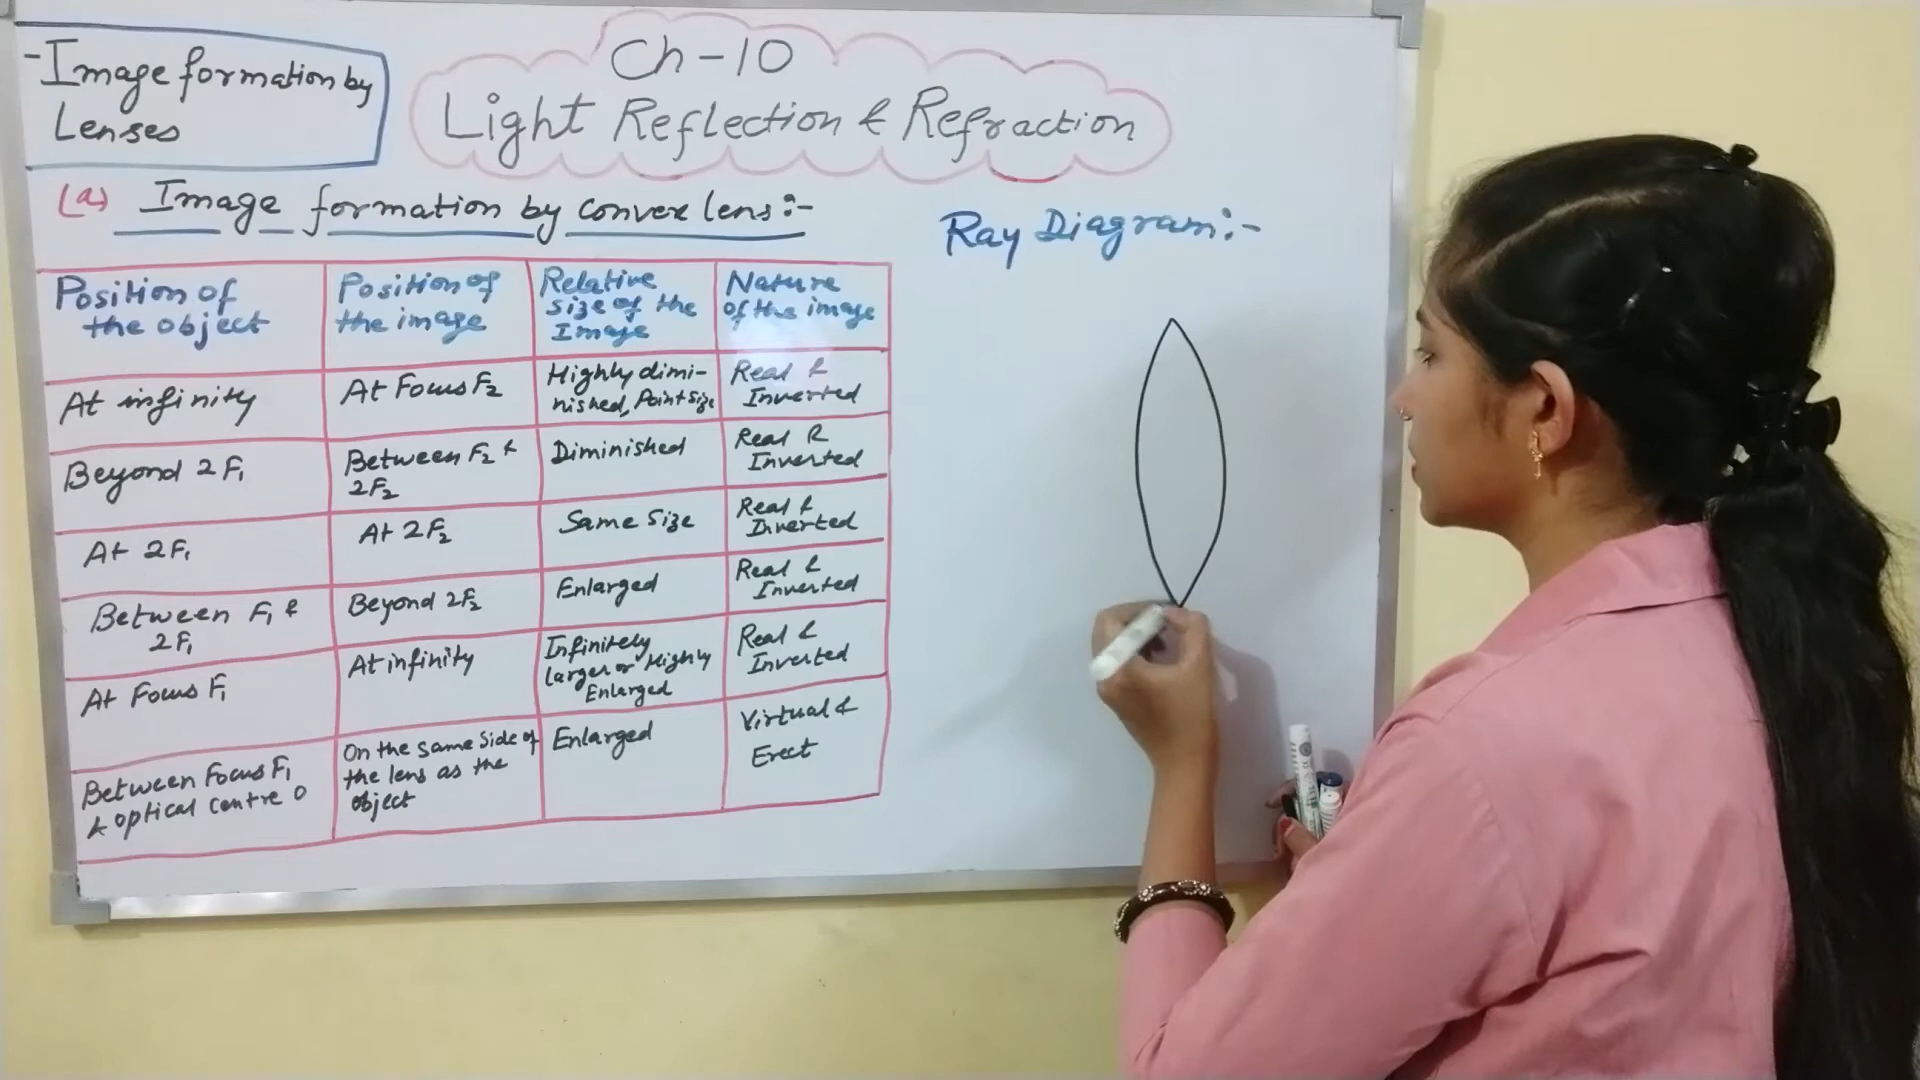 -Image formation by
Lenses
Ch-10
Light Reflection & Refraction
(a) Image formation by convex lens:-
Ray Diagram:-
Position of
the object
Position of
the image
Relative
size of the
Image
Nature
of the image
At infinity
At Focus F₂
Highly dimi-
nished, Point size
Real &
Inverted
Beyond 2F₁
Between F₂ &
2F₂
Diminished
Real &
Inverted
At 2F₁
At 2F₂
Same size
Real &
Inverted
Between F₁ &
2F₁
Beyond 2F₂
Enlarged
Real &
Inverted
At Focus F₁
At infinity
Infinitely
larger or Highly
Enlarged
Real &
Inverted
Between Focus F₁
& optical centre O
On the same side of
the lens as the
object
Enlarged
Virtual &
Erect